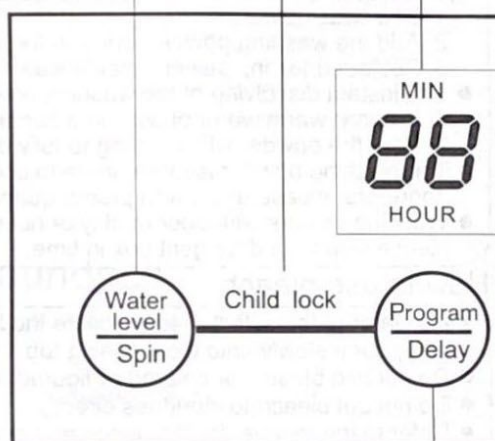 MIN
88
HOUR
Water
level
Spin
Child lock
Program
Delay